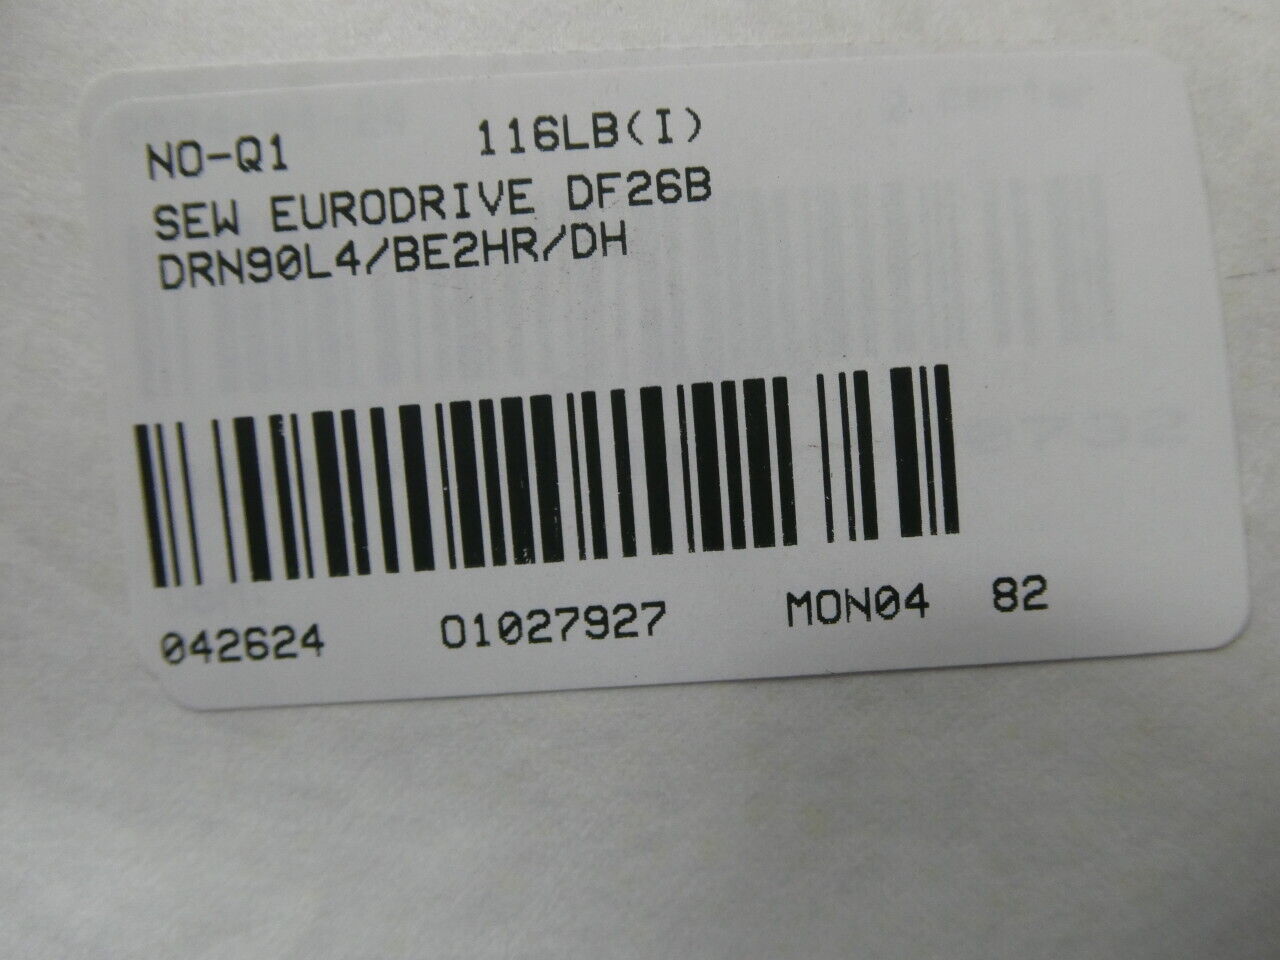 NO-Q1 116LB(I)
SEW EURODRIVE DF26B
DRN90L4/BE2HR/DH
042624 01027927 MON04 82